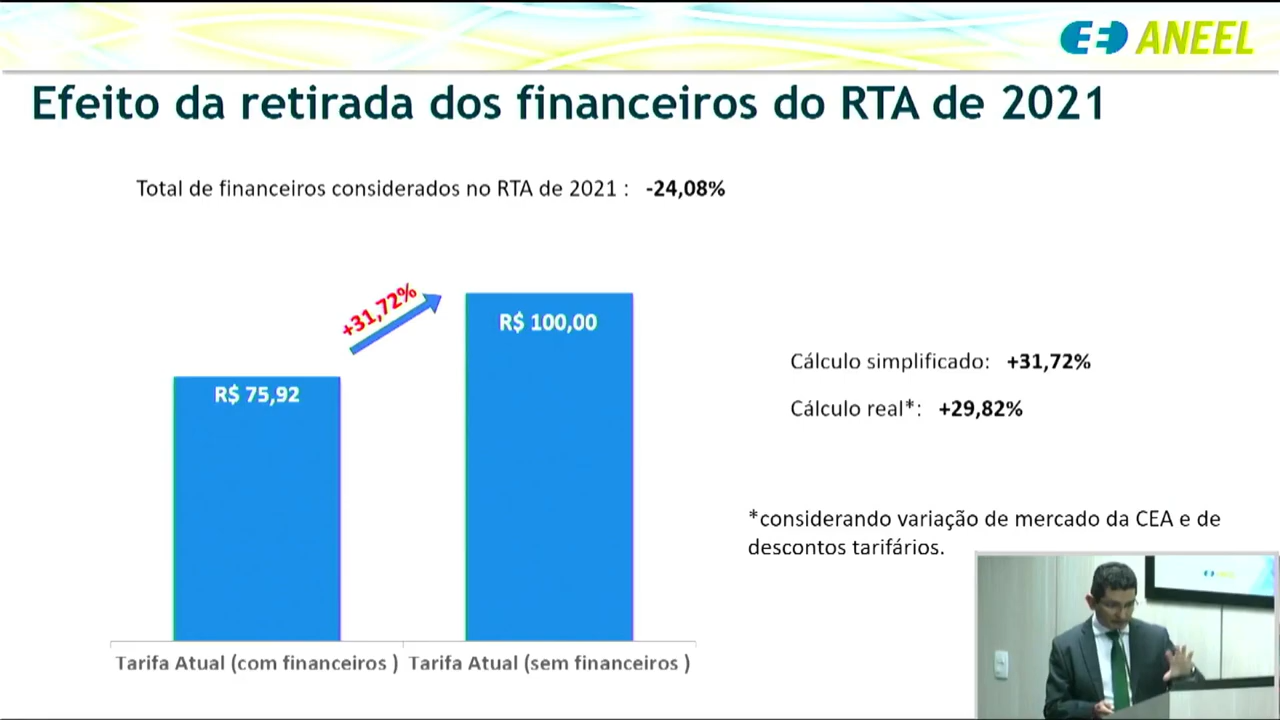 ANEEL
Efeito da retirada dos financeiros do RTA de 2021
Total de financeiros considerados no RTA de 2021 : -24,08%
+31,72%
R$ 100,00
R$ 75,92
Cálculo simplificado: +31,72%
Cálculo real*: +29,82%
*considerando variação de mercado da CEA e de
descontos tarifários.
Tarifa Atual (com financeiros ) Tarifa Atual (sem financeiros )